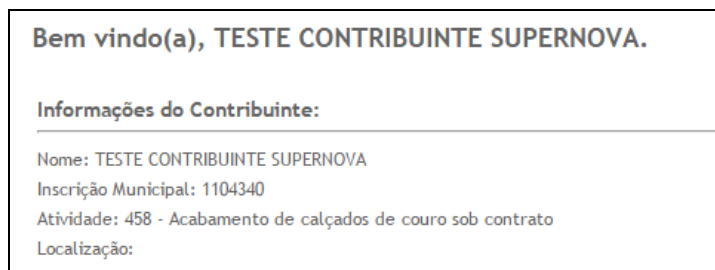 Bem vindo(a), TESTE CONTRIBUINTE SUPERNOVA.
Informações do Contribuinte:
Nome: TESTE CONTRIBUINTE SUPERNOVA
Inscrição Municipal: 1104340
Atividade: 458 - Acabamento de calçados de couro sob contrato
Localização: